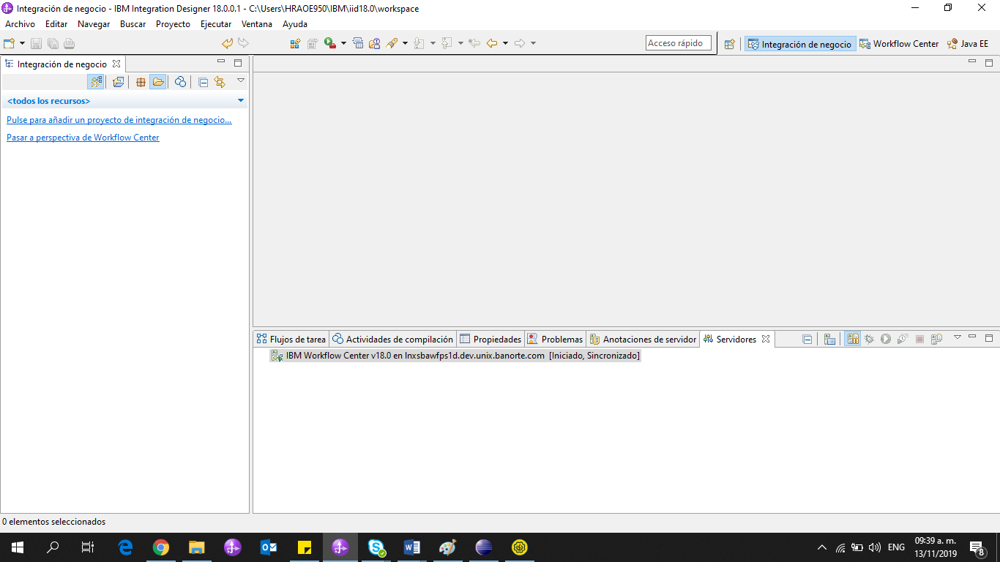 Integración de negocio - IBM Integration Designer 18.0.0.1 - C:\Users\HRAOE950\IBM\iid18.0\workspace
Archivo Editar Navegar Buscar Proyecto Ejecutar Ventana Ayuda
Acceso rápido Integración de negocio Workflow Center Java EE
Integración de negocio
<todos los recursos>
Pulse para añadir un proyecto de integración de negocio...
Pasar a perspectiva de Workflow Center
Flujos de tarea Actividades de compilación Propiedades Problemas Anotaciones de servidor Servidores
IBM Workflow Center v18.0 en lnxsbawfps1d.dev.unix.banorte.com [Iniciado, Sincronizado]
0 elementos seleccionados
ENG 09:39 a. m.
13/11/2019 8